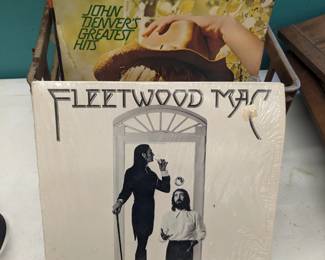 JOHN
DENVER'S
GREATEST
HITS
FLEETWOOD MAC